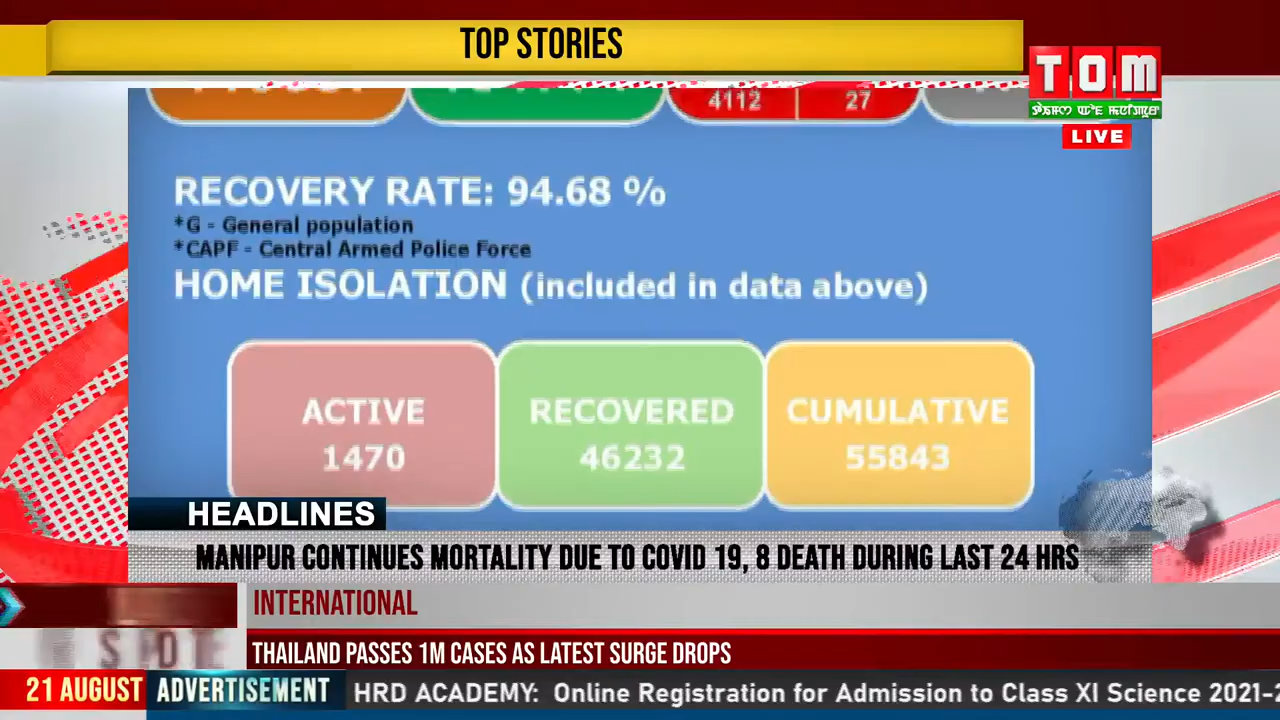 TOP STORIES
TOM
LIVE
4112 27
RECOVERY RATE: 94.68 %
*G - General population
*CAPF - Central Armed Police Force
HOME ISOLATION (included in data above)
ACTIVE RECOVERED CUMULATIVE
1470 46232 55843
HEADLINES
MANIPUR CONTINUES MORTALITY DUE TO COVID 19, 8 DEATH DURING LAST 24 HRS
INTERNATIONAL
THAILAND PASSES 1M CASES AS LATEST SURGE DROPS
21 AUGUST ADVERTISEMENT HRD ACADEMY: Online Registration for Admission to Class XI Science 2021-2